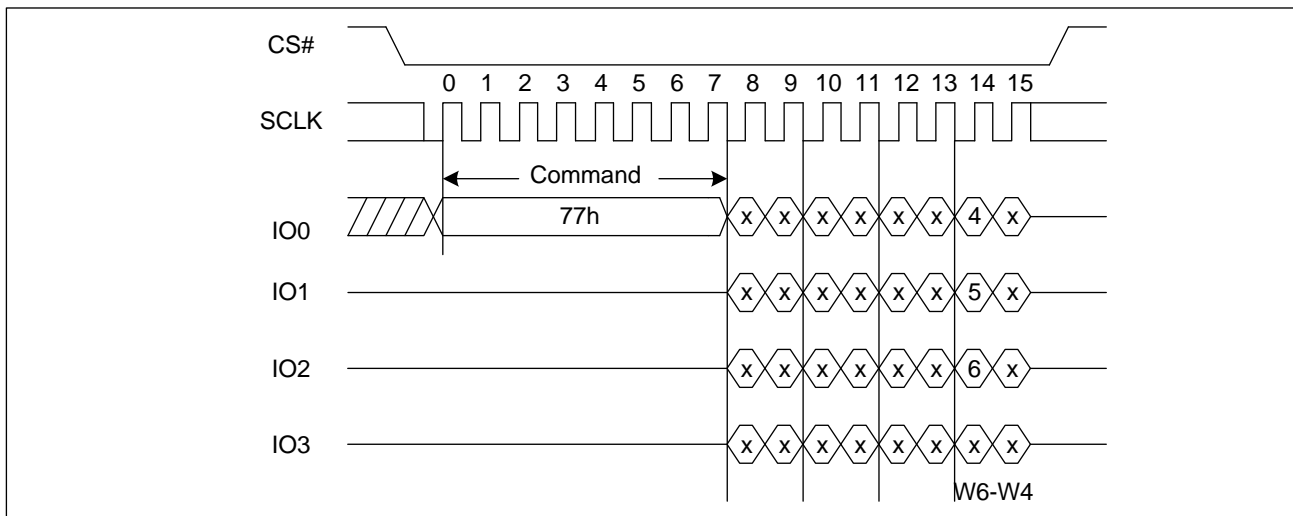 CS#
0 1 2 3 4 5 6 7 8 9 10 11 12 13 14 15
SCLK
Command
77h
IO0 x x x x x x 4 x
IO1 x x x x x x 5 x
IO2 x x x x x x 6 x
IO3 x x x x x x x x
W6-W4